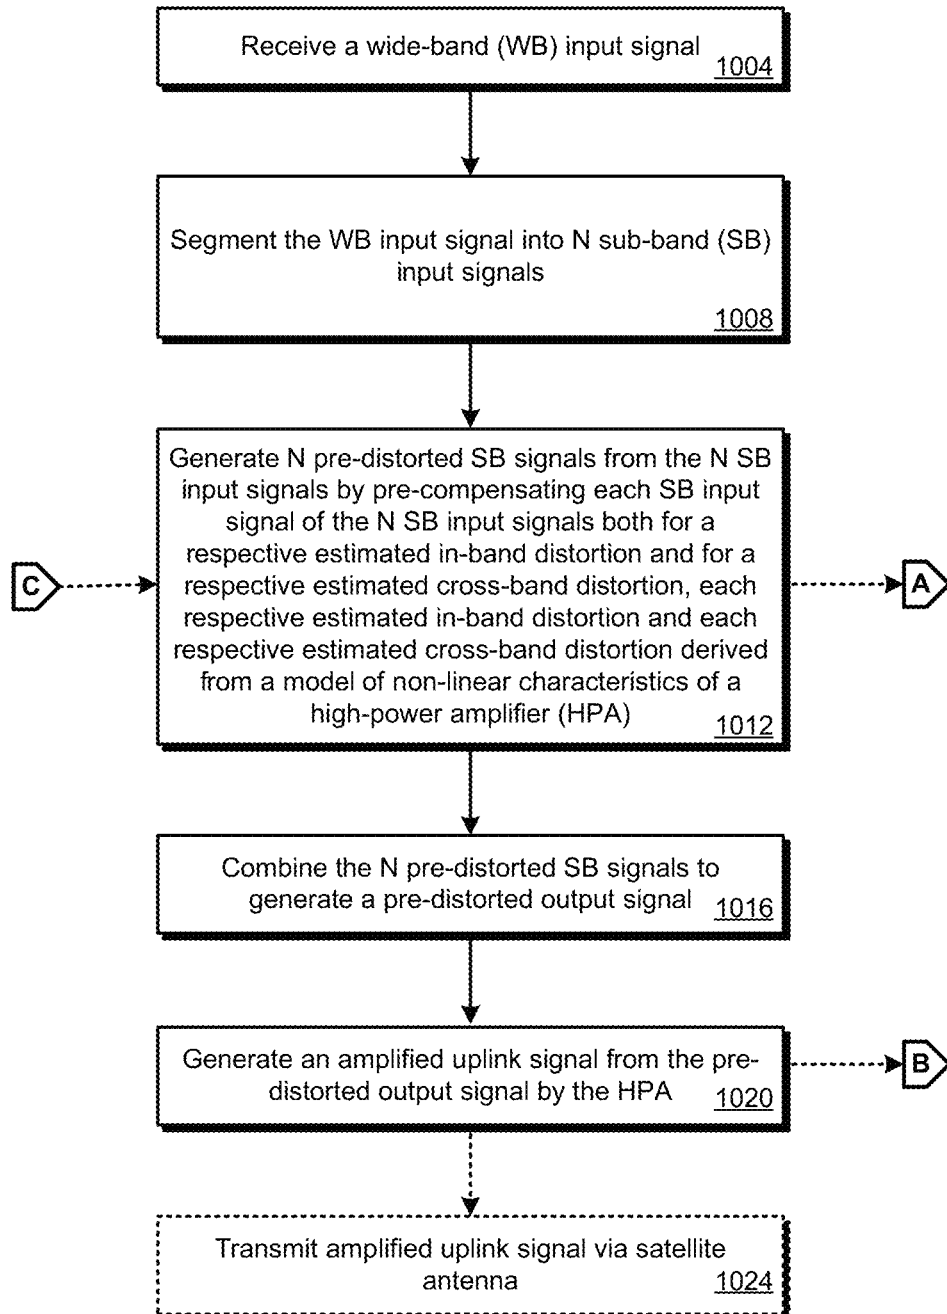 Receive a wide-band (WB) input signal
1004
Segment the WB input signal into N sub-band (SB)
input signals
1008
Generate N pre-distorted SB signals from the N SB
input signals by pre-compensating each SB input
signal of the N SB input signals both for a
respective estimated in-band distortion and for a
respective estimated cross-band distortion, each
respective estimated in-band distortion and each
respective estimated cross-band distortion derived
from a model of non-linear characteristics of a
high-power amplifier (HPA)
1012
C
A
Combine the N pre-distorted SB signals to
generate a pre-distorted output signal
1016
Generate an amplified uplink signal from the pre-
distorted output signal by the HPA
1020
B
Transmit amplified uplink signal via satellite
antenna
1024